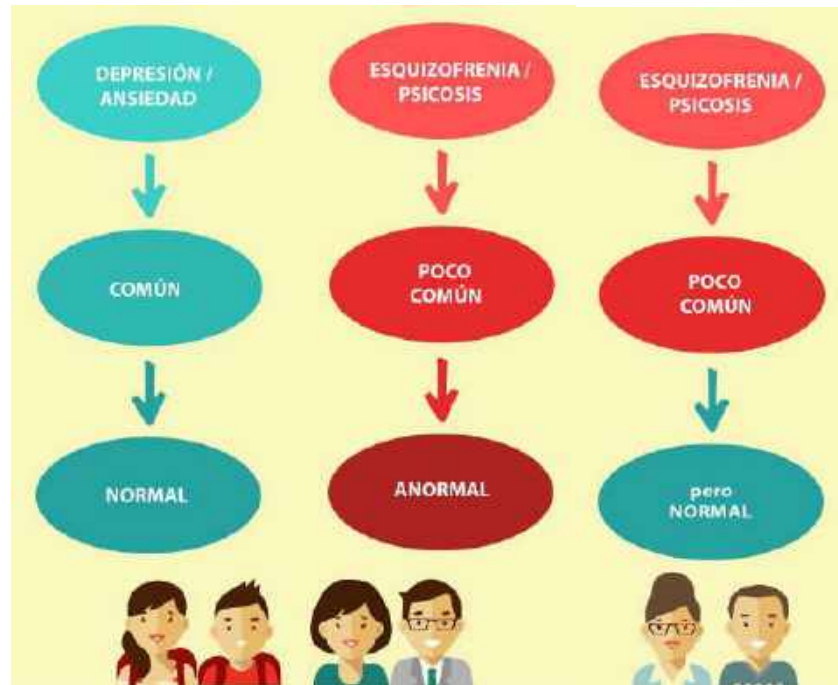 DEPRESIÓN /
ANSIEDAD
COMÚN
NORMAL
ESQUIZOFRENIA /
PSICOSIS
POCO
COMÚN
ANORMAL
ESQUIZOFRENIA /
PSICOSIS
POCO
COMÚN
pero
NORMAL